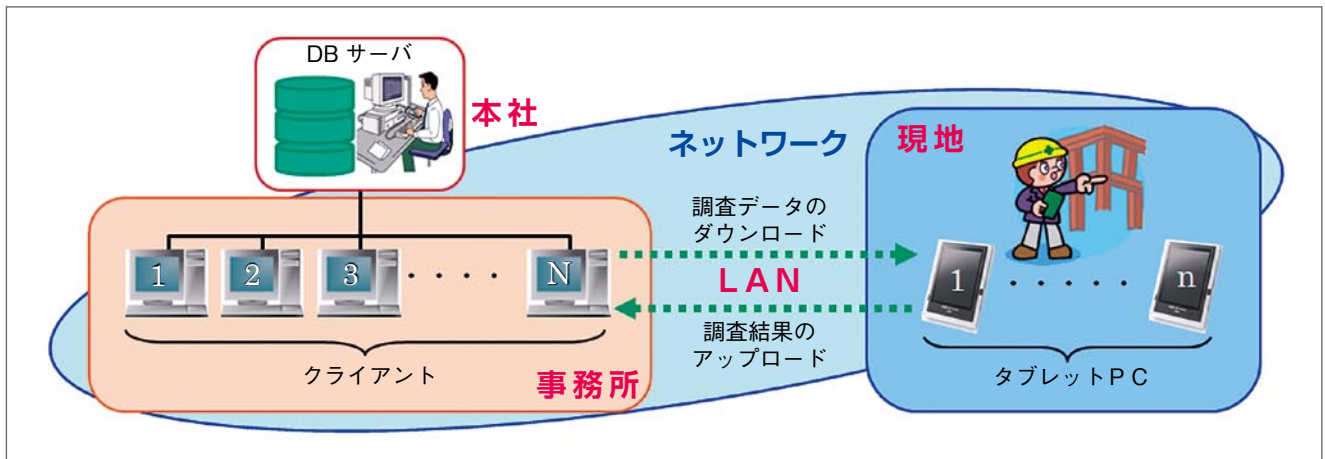 DB サーバ
本社
ネットワーク
現地
調査データの
ダウンロード
1 2 3 ・・・・ N
LAN
1 ・・・・・ n
調査結果の
アップロード
クライアント
事務所
タブレットＰＣ